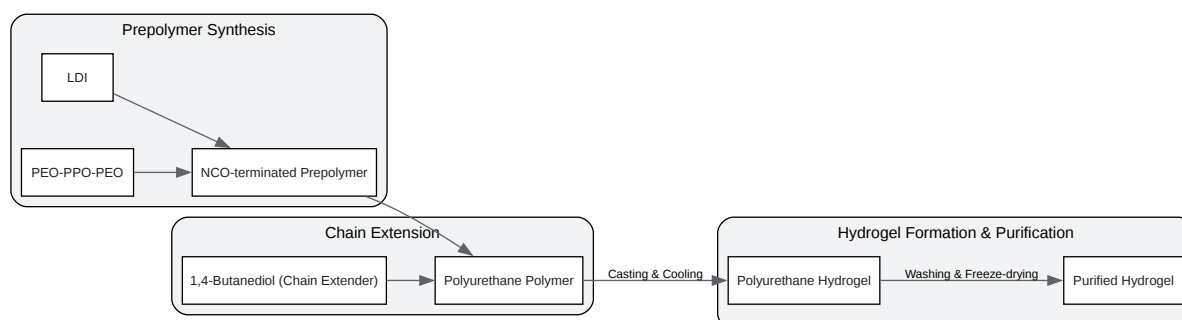 Prepolymer Synthesis
LDI
PEO-PPO-PEO
NCO-terminated Prepolymer
Chain Extension
1,4-Butanediol (Chain Extender)
Polyurethane Polymer
Casting & Cooling
Hydrogel Formation & Purification
Polyurethane Hydrogel
Washing & Freeze-drying
Purified Hydrogel